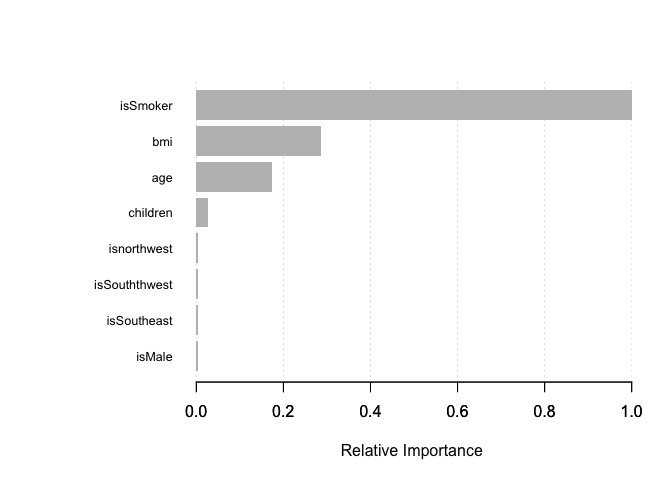 isSmoker
bmi
age
children
isnorthwest
isSouththwest
isSoutheast
isMale
0.0 0.2 0.4 0.6 0.8 1.0
Relative Importance